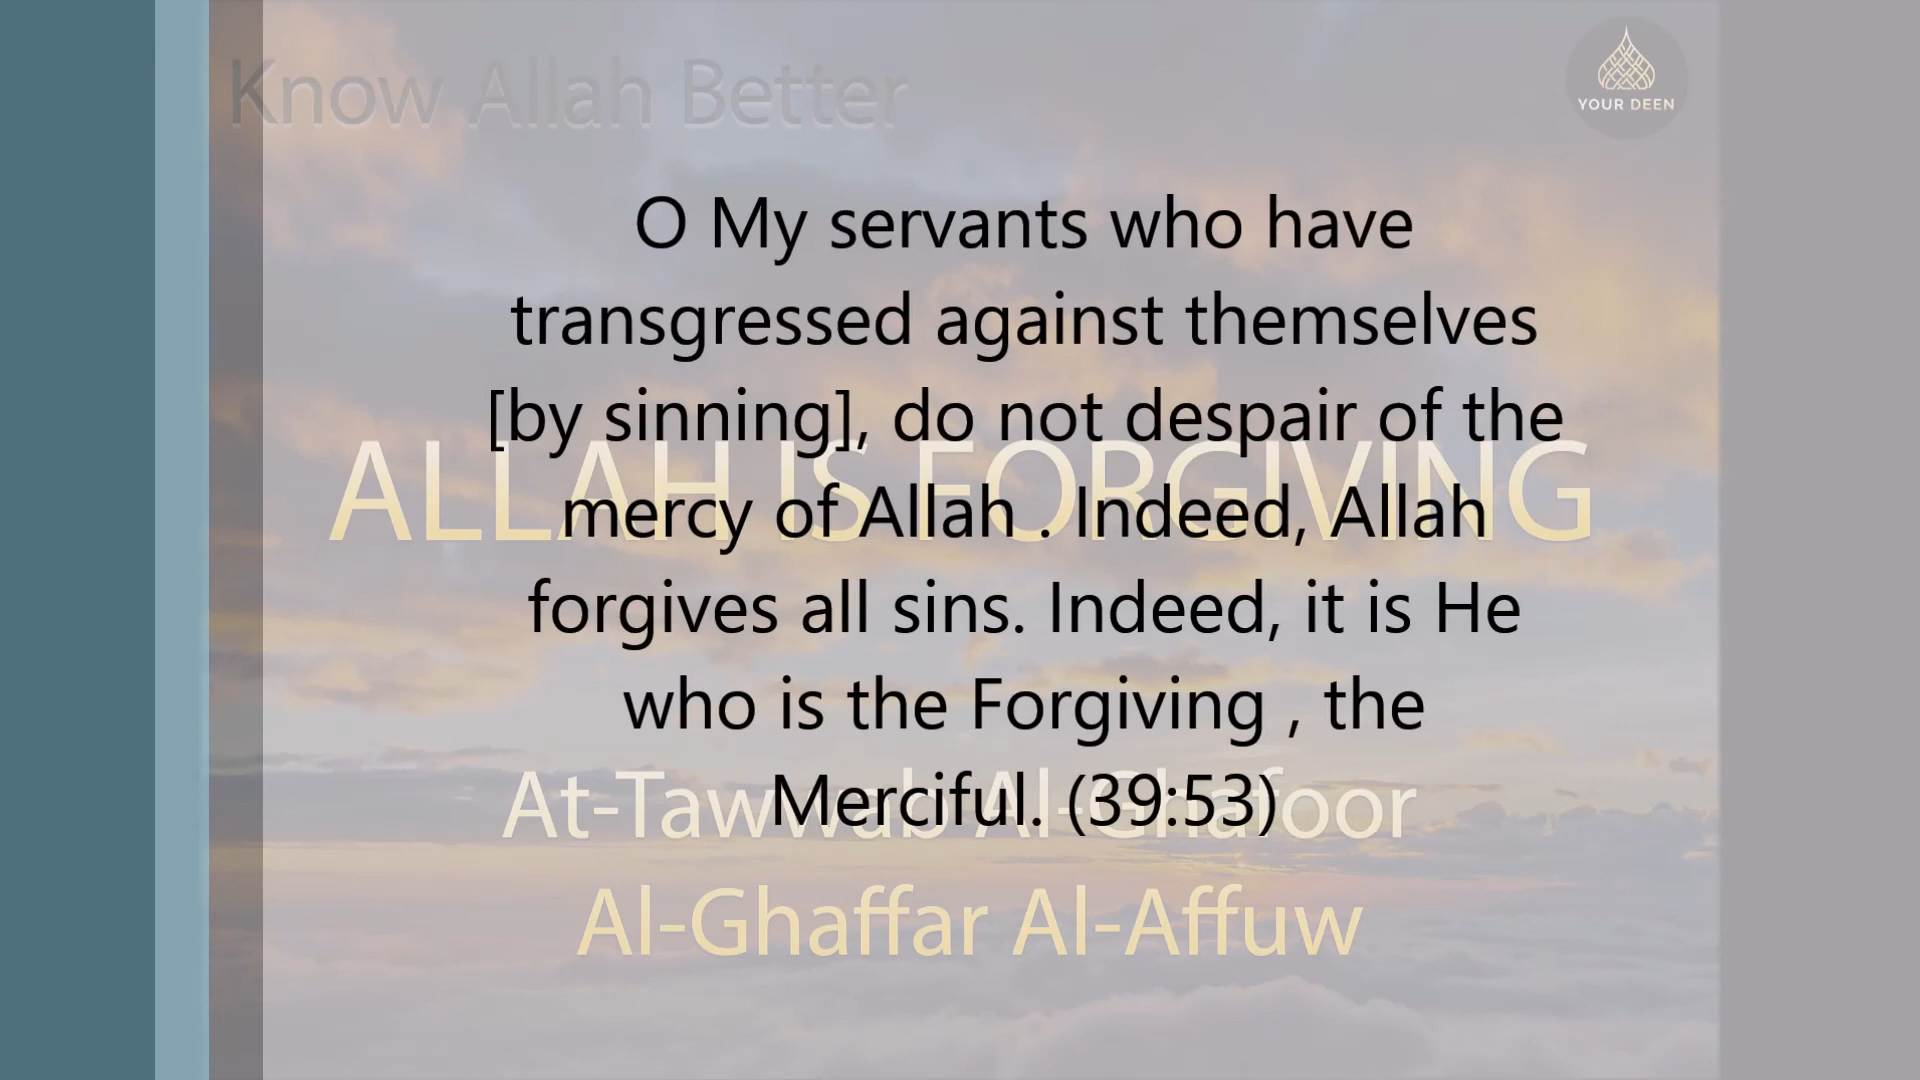 Know Allah Better
YOUR DEEN
O My servants who have
transgressed against themselves
[by sinning], do not despair of the
ALLAH IS FORGIVING
mercy of Allah . Indeed, Allah
forgives all sins. Indeed, it is He
who is the Forgiving , the
Merciful. (39:53)
At-Tawwab Al-Ghafoor
Al-Ghaffar Al-Affuw